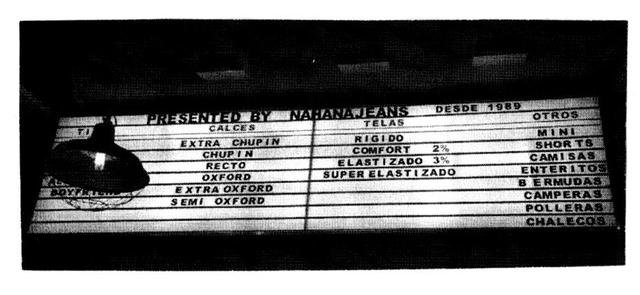 PRESENTED BY NAHANAJEANS DESDE 1989
CALCES
EXTRA CHUPIN
CHUPIN
RECTO
OXFORD
EXTRA OXFORD
SEMI OXFORD
TELAS
RIGIDO
COMFORT 2%
ELASTIZADO 3%
SUPER ELASTIZADO
OTROS
MINI
SHORTS
CAMISAS
ENTERITOS
BERMUDAS
CAMPERAS
POLLERAS
CHALECOS